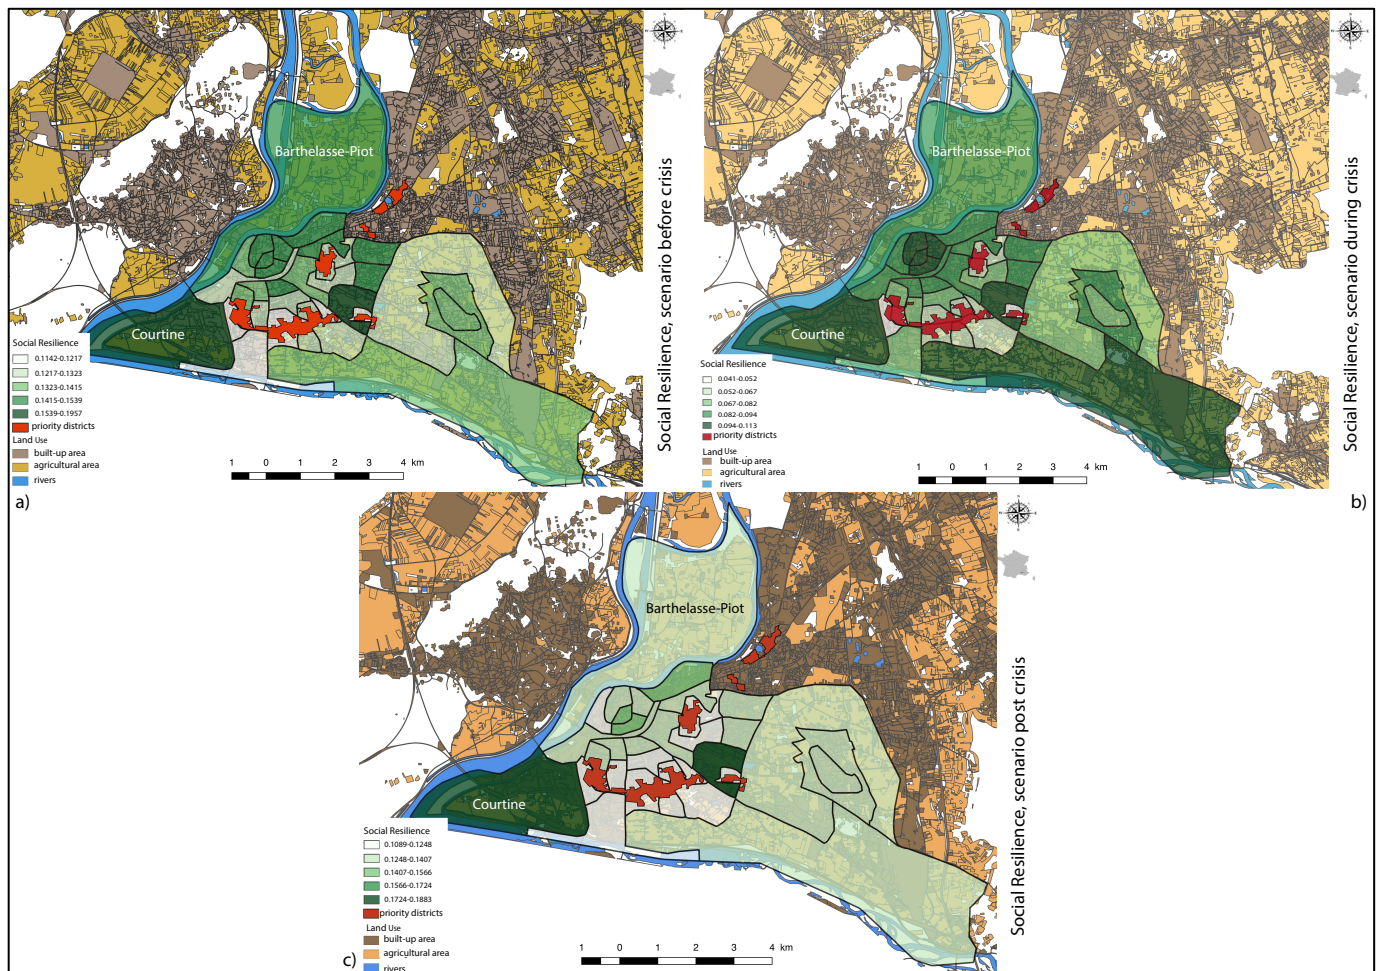 Barthelasse-Piot
Courtine
Social Resilience
0.1142-0.1217
0.1217-0.1323
0.1323-0.1415
0.1415-0.1539
0.1539-0.1957
priority districts
Land Use
built-up area
agricultural area
rivers
1 0 1 2 3 4 km
a)
Social Resilience, scenario before crisis
Barthelasse-Piot
Courtine
Social Resilience
0.041-0.052
0.052-0.067
0.067-0.082
0.082-0.094
0.094-0.113
priority districts
Land Use
built-up area
agricultural area
rivers
1 0 1 2 3 4 km
b)
Social Resilience, scenario during crisis
Barthelasse-Piot
Courtine
Social Resilience
0.1089-0.1248
0.1248-0.1407
0.1407-0.1566
0.1566-0.1724
0.1724-0.1883
priority districts
Land Use
built-up area
agricultural area
rivers
1 0 1 2 3 4 km
c)
Social Resilience, scenario post crisis